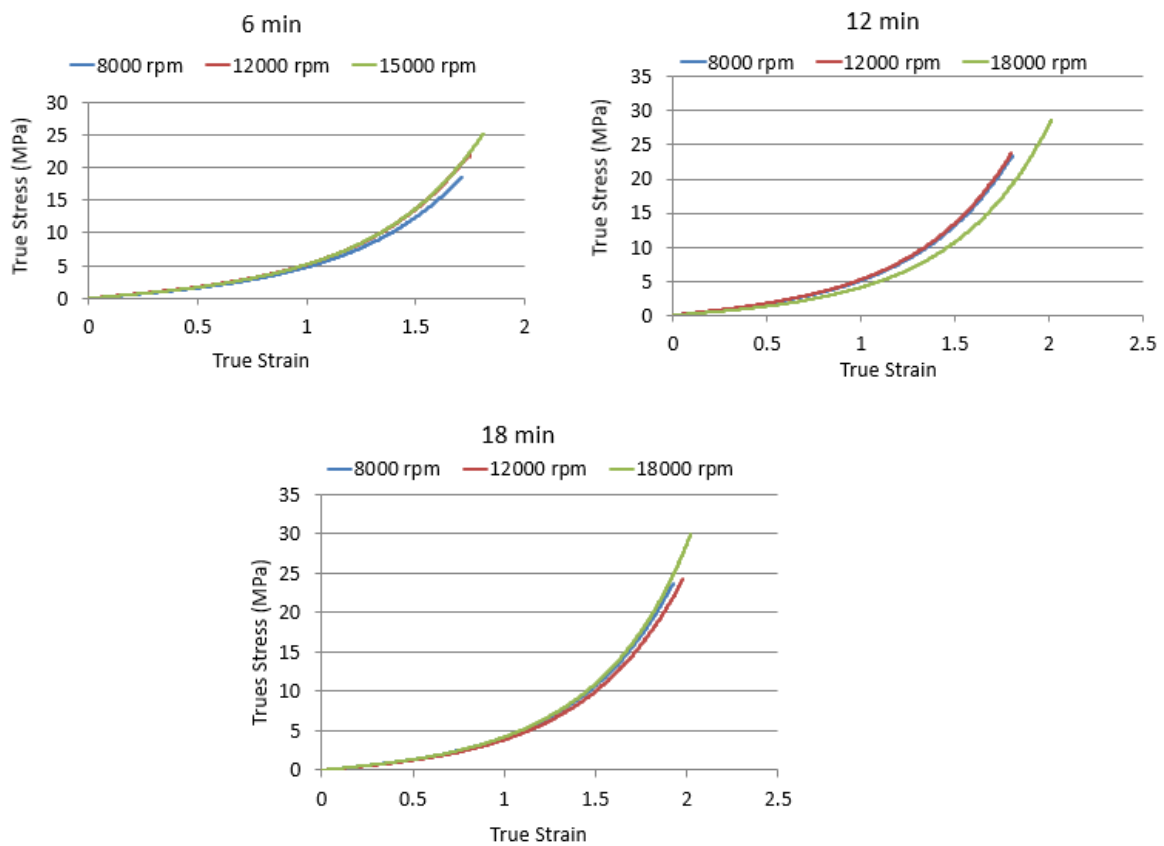 6 min
8000 rpm 12000 rpm 15000 rpm
True Stress (MPa)
30
25
20
15
10
5
0
0 0.5 1 1.5 2
True Strain
12 min
8000 rpm 12000 rpm 18000 rpm
True Stress (MPa)
35
30
25
20
15
10
5
0
0 0.5 1 1.5 2 2.5
True Strain
18 min
8000 rpm 12000 rpm 18000 rpm
Trues Stress (MPa)
35
30
25
20
15
10
5
0
0 0.5 1 1.5 2 2.5
True Strain